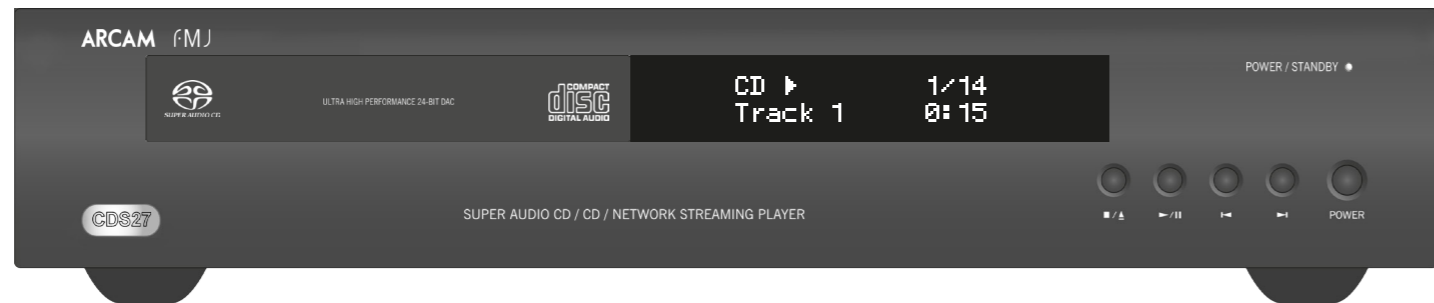 ARCAM FMJ
POWER / STANDBY
SUPER AUDIO CD
ULTRA HIGH PERFORMANCE 24-BIT DAC
COMPACT
disc
DIGITAL AUDIO
CD ▶ 1/14
Track 1 0:15
■/▲ ►/II I◄ ►I POWER
CDS27
SUPER AUDIO CD / CD / NETWORK STREAMING PLAYER